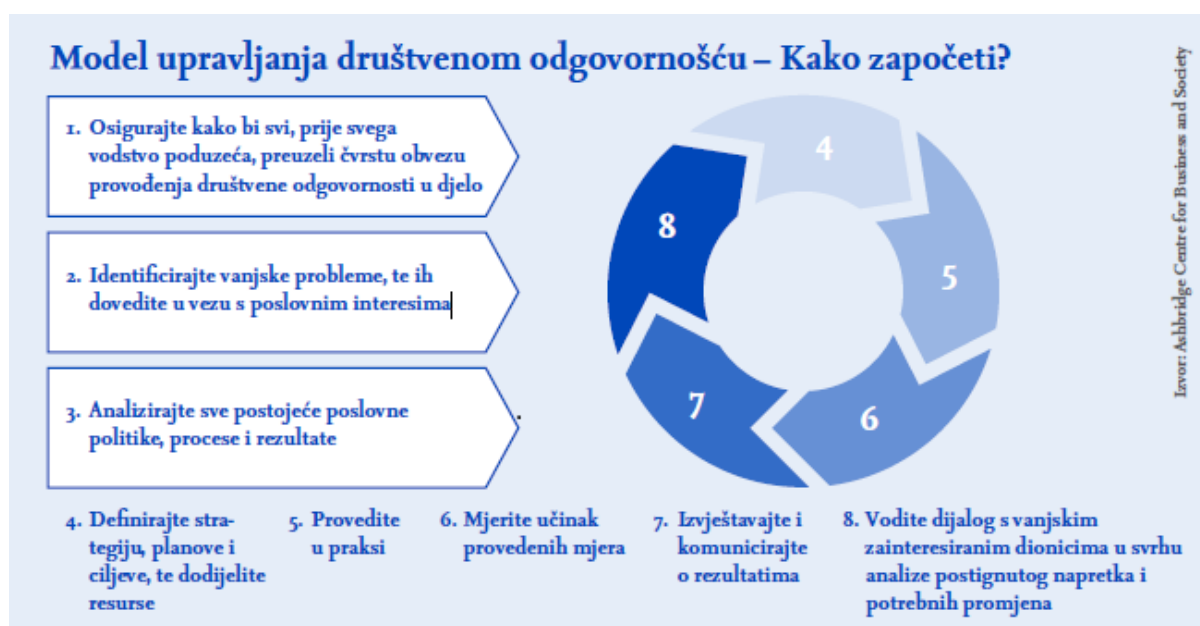 Model upravljanja društvenom odgovornošću – Kako započeti?
1. Osigurajte kako bi svi, prije svega
vodstvo poduzeća, preuzeli čvrstu obvezu
provođenja društvene odgovornosti u djelo
2. Identificirajte vanjske probleme, te ih
dovedite u vezu s poslovnim interesima
3. Analizirajte sve postojeće poslovne
politike, procese i rezultate
4
5
6
7
8
4. Definirajte stra-
tegiju, planove i
ciljeve, te dodijelite
resurse
5. Provedite
u praksi
6. Mjerite učinak
provedenih mjera
7. Izvještavajte i
komunicirajte
o rezultatima
8. Vodite dijalog s vanjskim
zainteresiranim dionicima u svrhu
analize postignutog napretka i
potrebnih promjena
Izvor: Ashbridge Centre for Business and Society